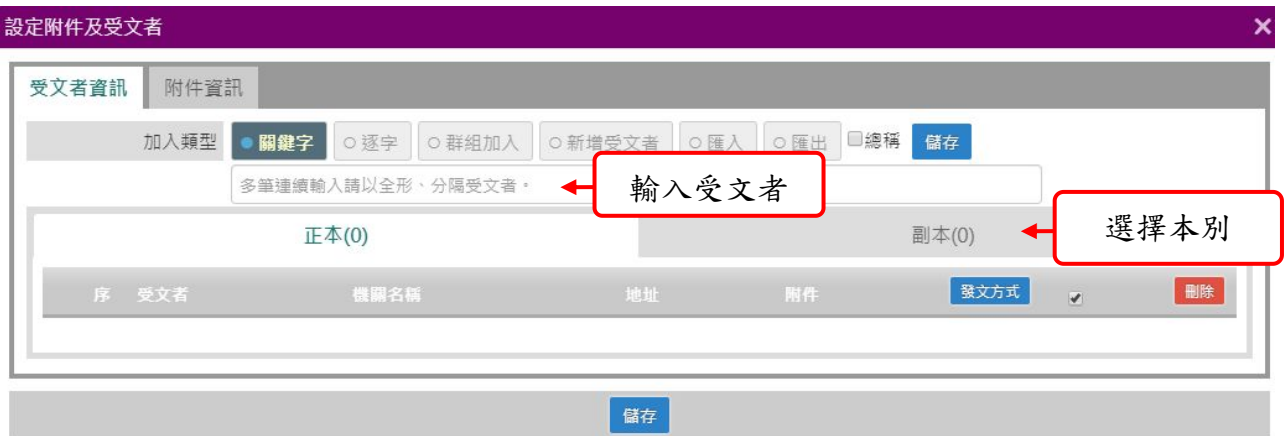 設定附件及受文者 ×
受文者資訊 附件資訊
加入類型 關鍵字 逐字 群組加入 新增受文者 匯入 匯出 總稱 儲存
多筆連續輸入請以全形、分隔受文者。 輸入受文者
正本(0) 副本(0) 選擇本別
序 受文者 機關名稱 地址 附件 發文方式 刪除
儲存